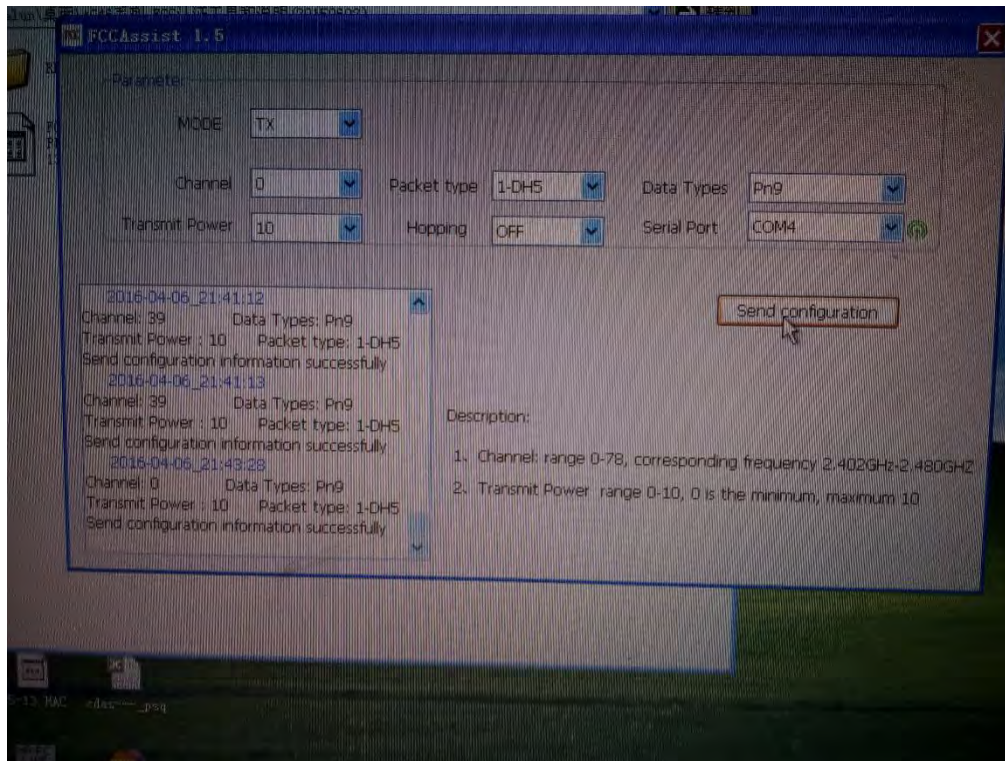 FCCAssist 1.5
Parameter
MODE TX
Channel 0 Packet type 1-DH5 Data Types Pn9
Transmit Power 10 Hopping OFF Serial Port COM4
2016-04-06_21:41:12
Channel: 39 Data Types: Pn9
Transmit Power : 10 Packet type: 1-DH5
Send configuration information successfully
2016-04-06_21:41:13
Channel: 39 Data Types: Pn9
Transmit Power : 10 Packet type: 1-DH5
Send configuration information successfully
2016-04-06_21:43:28
Channel: 0 Data Types: Pn9
Transmit Power : 10 Packet type: 1-DH5
Send configuration information successfully
Send configuration
Description:
1、Channel: range 0-78, corresponding frequency 2.402GHz-2.480GHZ
2、Transmit Power range 0-10, 0 is the minimum, maximum 10
MAC
_psq